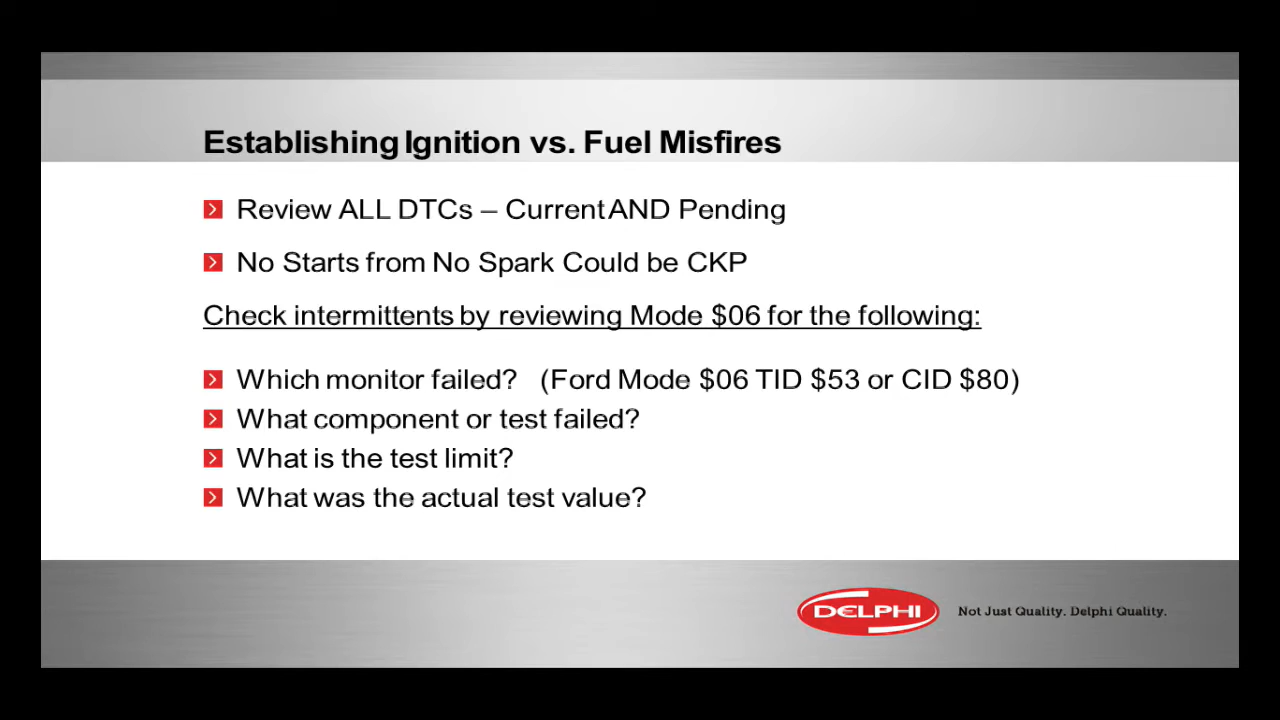 Establishing Ignition vs. Fuel Misfires
Review ALL DTCs – Current AND Pending
No Starts from No Spark Could be CKP
Check intermittents by reviewing Mode $06 for the following:
Which monitor failed? (Ford Mode $06 TID $53 or CID $80)
What component or test failed?
What is the test limit?
What was the actual test value?
DELPHI Not Just Quality. Delphi Quality.